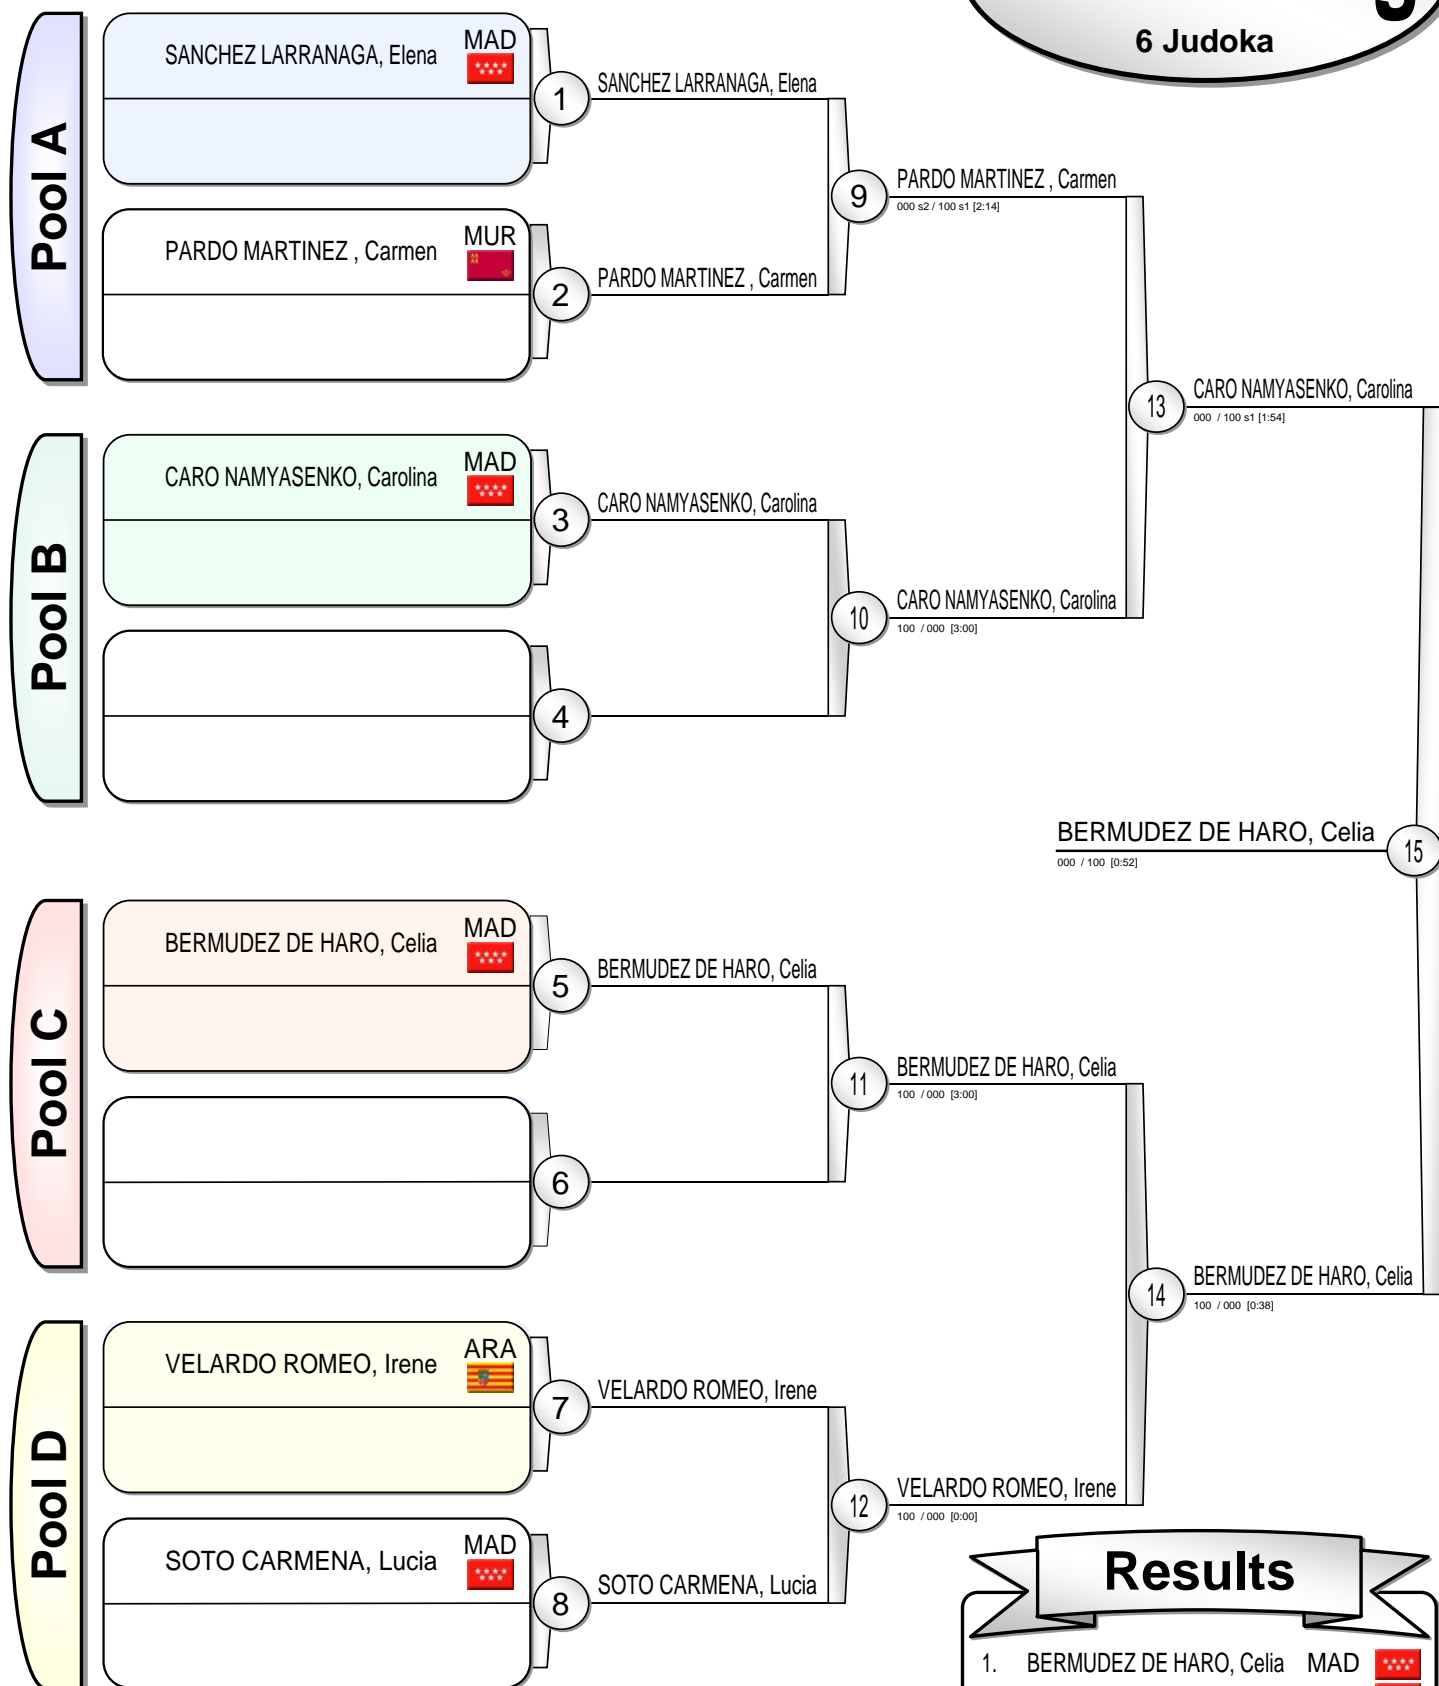 6 Judoka
Pool A
SANCHEZ LARRANAGA, Elena MAD
1
SANCHEZ LARRANAGA, Elena
PARDO MARTINEZ , Carmen MUR
2
PARDO MARTINEZ , Carmen
9
PARDO MARTINEZ , Carmen
000 s2 / 100 s1 [2:14]
Pool B
CARO NAMYASENKO, Carolina MAD
3
CARO NAMYASENKO, Carolina
4
10
CARO NAMYASENKO, Carolina
100 / 000 [3:00]
13
CARO NAMYASENKO, Carolina
000 / 100 s1 [1:54]
BERMUDEZ DE HARO, Celia
000 / 100 [0:52]
15
Pool C
BERMUDEZ DE HARO, Celia MAD
5
BERMUDEZ DE HARO, Celia
6
11
BERMUDEZ DE HARO, Celia
100 / 000 [3:00]
14
BERMUDEZ DE HARO, Celia
100 / 000 [0:38]
Pool D
VELARDO ROMEO, Irene ARA
7
VELARDO ROMEO, Irene
SOTO CARMENA, Lucia MAD
8
SOTO CARMENA, Lucia
12
VELARDO ROMEO, Irene
100 / 000 [0:00]
Results
1. BERMUDEZ DE HARO, Celia MAD